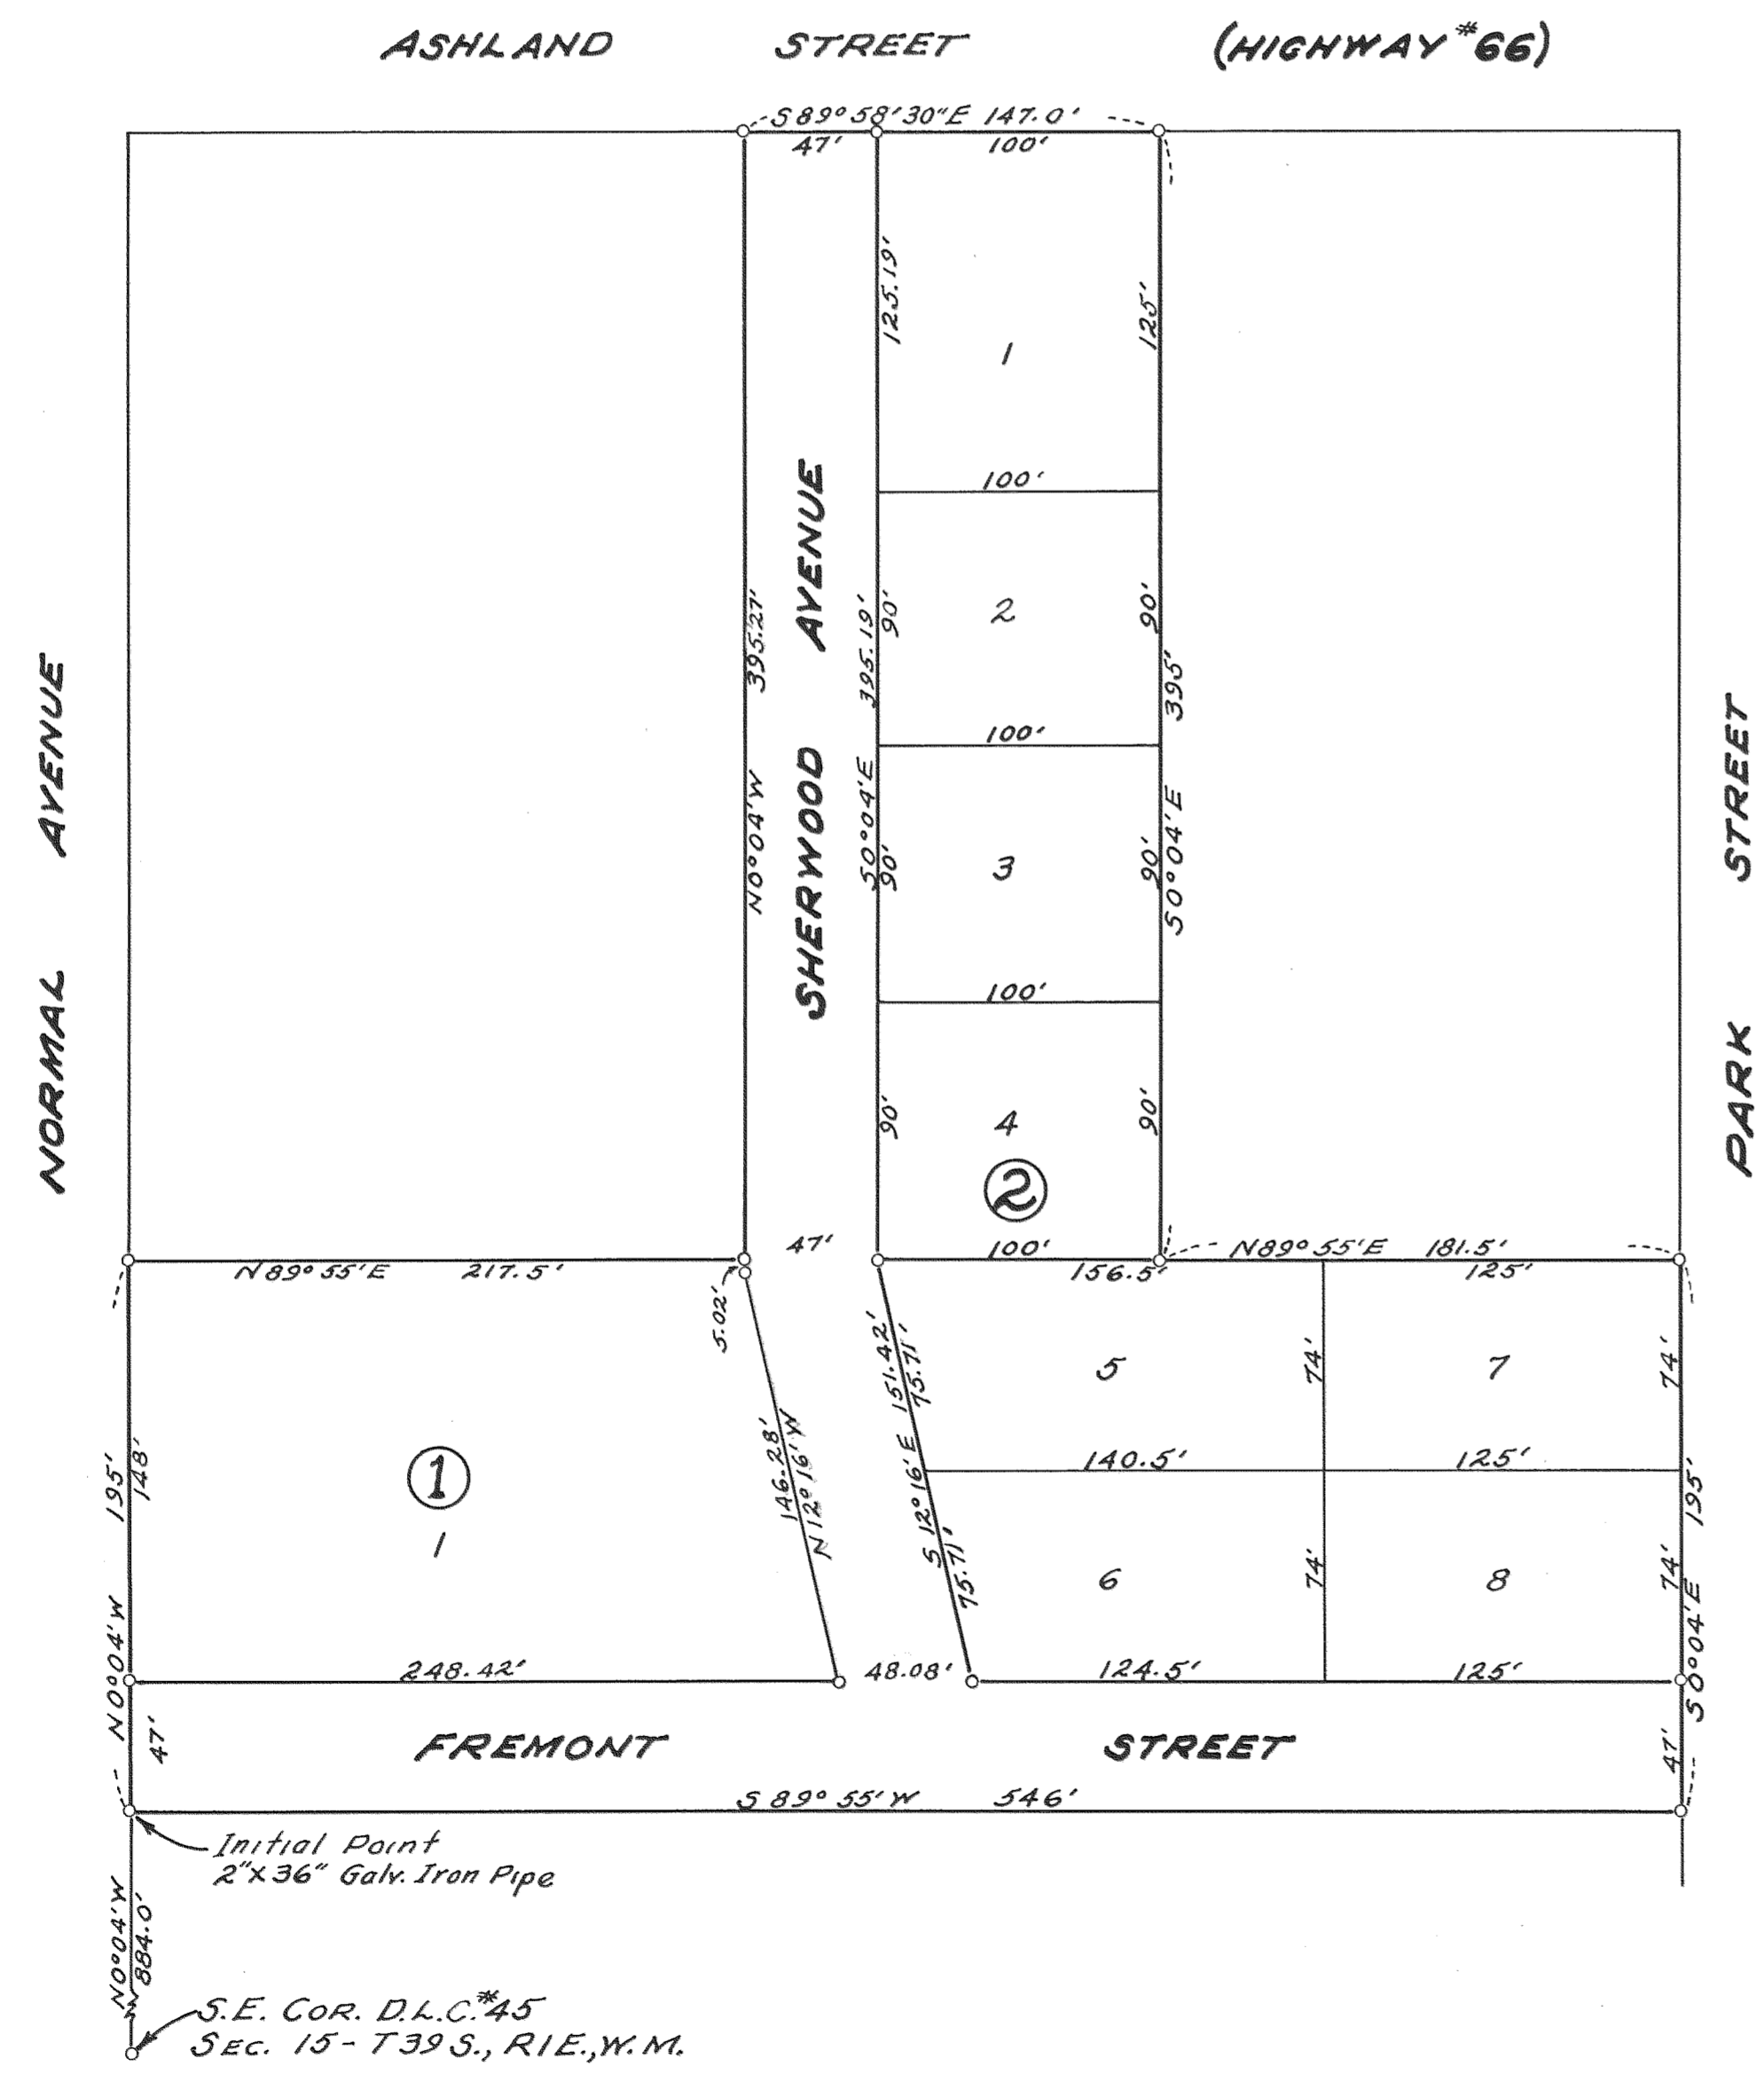 ASHLAND STREET (HIGHWAY #66)
S 89° 58' 30" E 147.0'
47' 100'
125.19' 125'
1
100'
395.27' N 0° 04' W
SHERWOOD AVENUE
395.19' S 0° 04' E
90' 2 90'
395' S 0° 04' E
100'
90' 3 90'
100'
NORMAL AVENUE
PARK STREET
90' 4 90'
2
47' 100' N 89° 55' E 181.5'
N 89° 55' E 217.5' 156.5' 125'
5.02'
151.42' S 12° 16' E
75.71' 5 74' 7 74'
146.28' N 12° 16' W
140.5' 125'
195' N 0° 04' W
148'
1
1
195' S 0° 04' E
75.71' 6 74' 8 74'
248.42' 48.08' 124.5' 125'
47' FREMONT STREET 47'
S 89° 55' W 546'
Initial Point
2"X36" Galv. Iron Pipe
N 0° 04' W 884.0'
S.E. COR. D.L.C. #45
SEC. 15 - T 39 S., R 1 E., W. M.